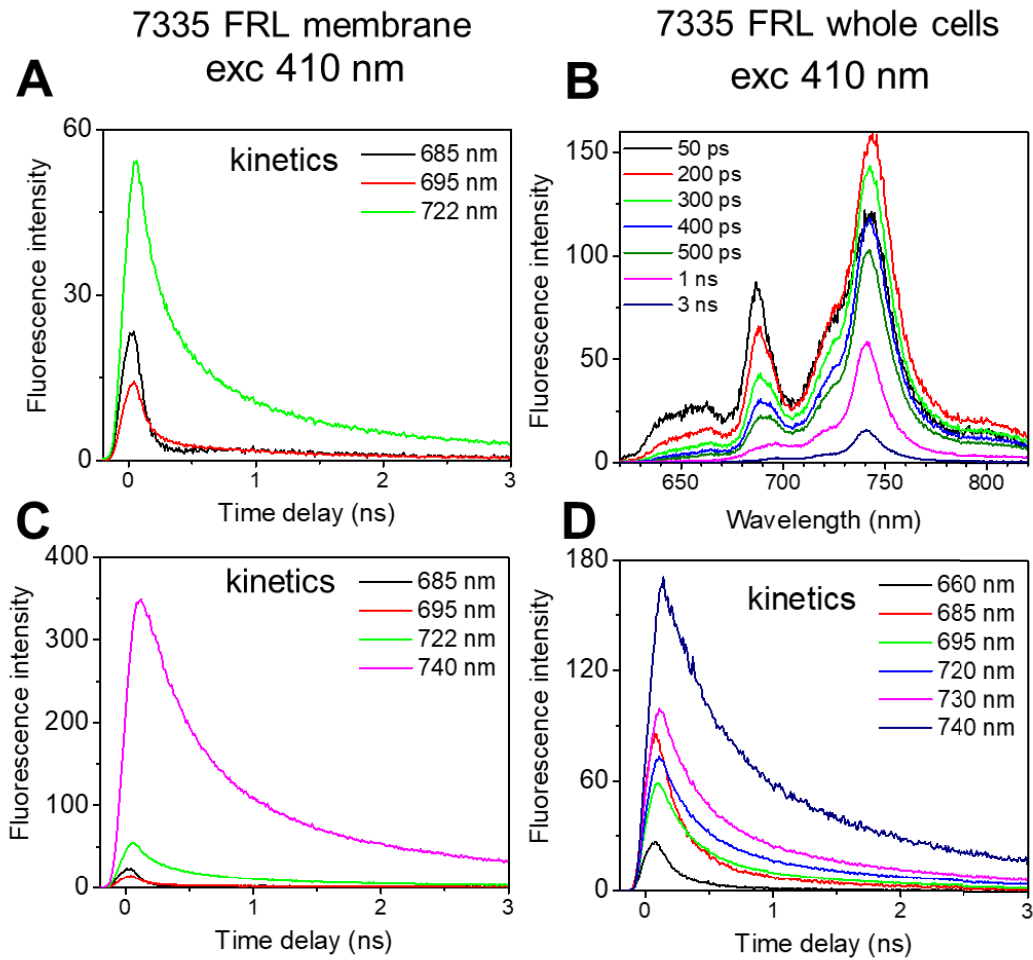 7335 FRL membrane
exc 410 nm
7335 FRL whole cells
exc 410 nm
A
60
30
0
Fluorescence intensity
kinetics
685 nm
695 nm
722 nm
0 1 2 3
Time delay (ns)
B
150
100
50
0
Fluorescence intensity
50 ps
200 ps
300 ps
400 ps
500 ps
1 ns
3 ns
650 700 750 800
Wavelength (nm)
C
400
300
200
100
0
Fluorescence intensity
kinetics
685 nm
695 nm
722 nm
740 nm
0 1 2 3
Time delay (ns)
D
180
120
60
0
Fluorescence intensity
kinetics
660 nm
685 nm
695 nm
720 nm
730 nm
740 nm
0 1 2 3
Time delay (ns)